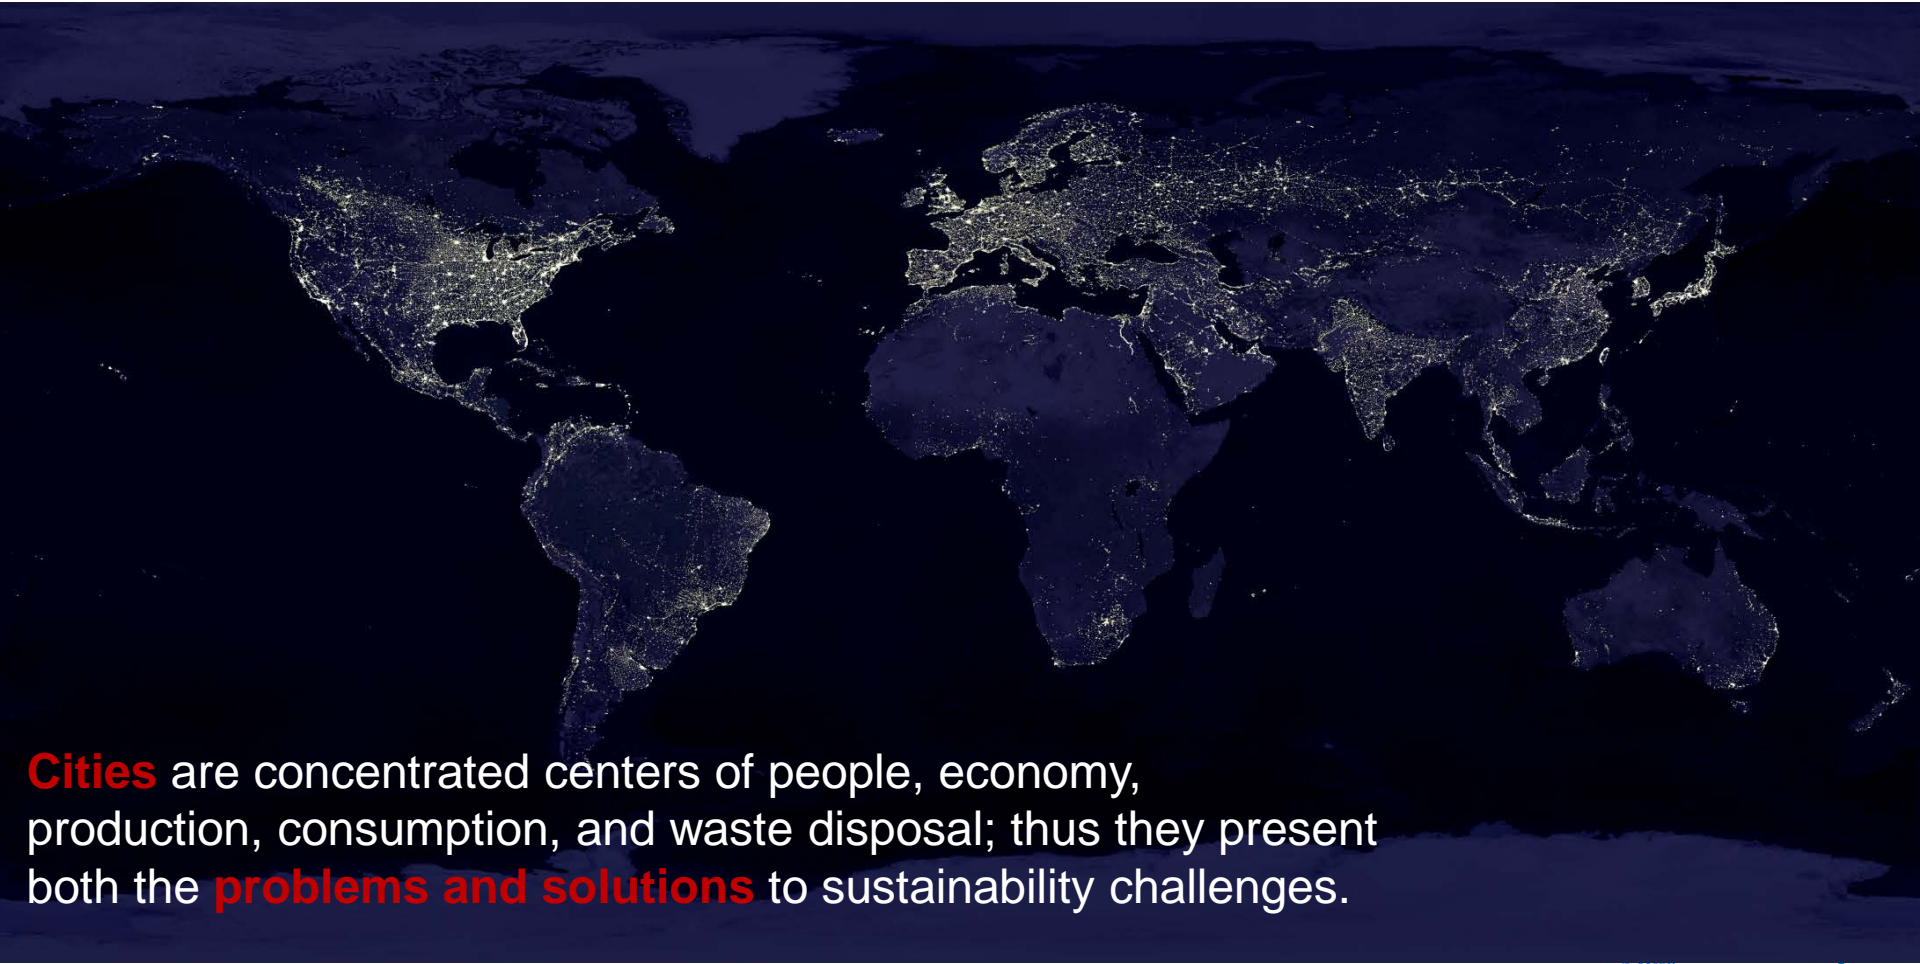 Cities are concentrated centers of people, economy,
production, consumption, and waste disposal; thus they present
both the problems and solutions to sustainability challenges.